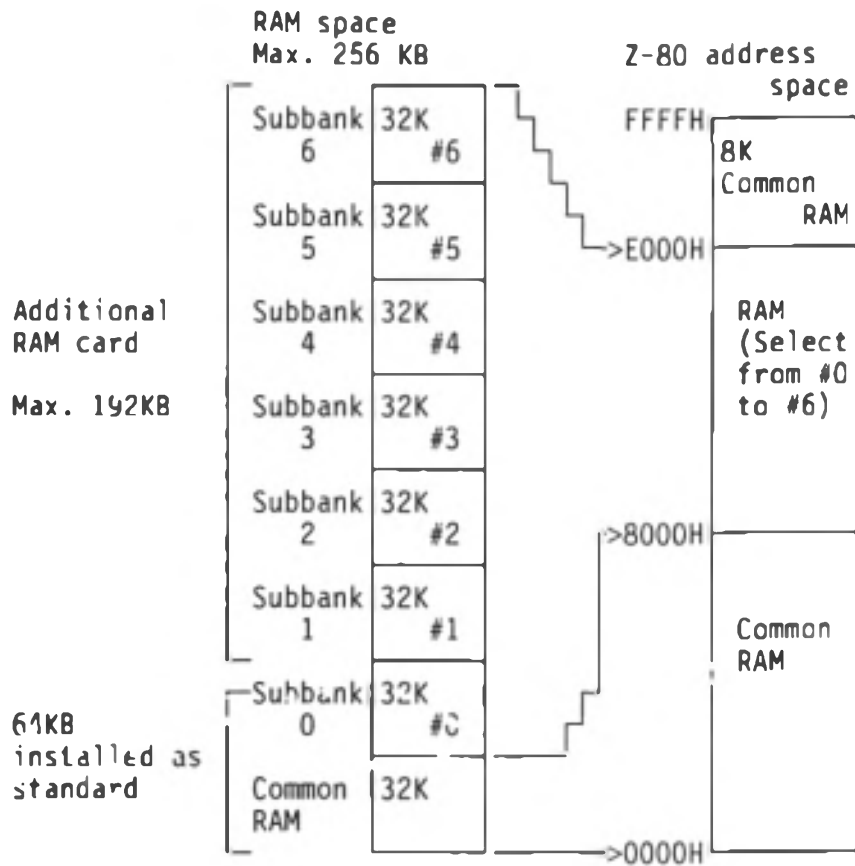 RAM space
Max. 256 KB
Z-80 address
space
Subbank 32K
6 #6
FFFFH
8K
Common
RAM
Subbank 32K
5 #5
>E000H
Additional
RAM card
Max. 192KB
Subbank 32K
4 #4
RAM
(Select
from #0
to #6)
Subbank 32K
3 #3
Subbank 32K
2 #2
>8000H
Subbank 32K
1 #1
Common
RAM
Subbank 32K
0 #0
64KB
installed as
standard
Common 32K
RAM
>0000H